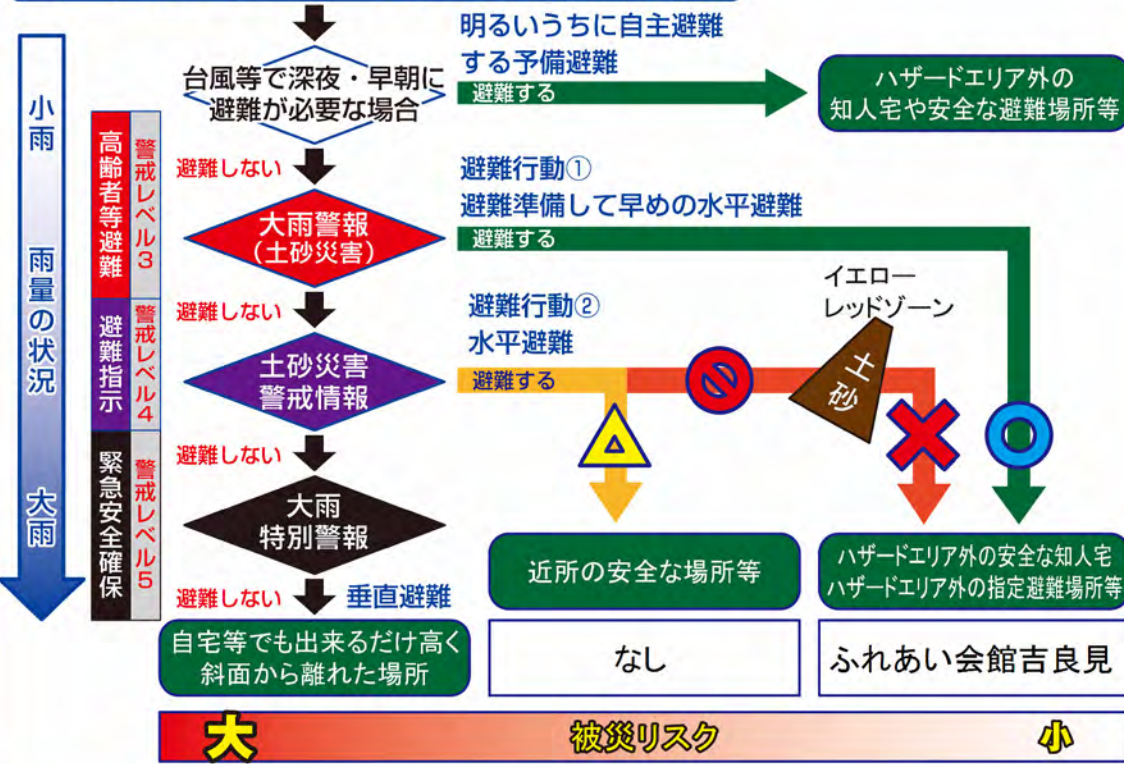 明るいうちに自主避難
する予備避難
台風等で深夜・早朝に
避難が必要な場合
避難する
ハザードエリア外の
知人宅や安全な避難場所等
小雨 雨量の状況 大雨
高齢者等避難
警戒レベル3
避難しない
避難行動①
避難準備して早めの水平避難
大雨警報
(土砂災害)
避難する
イエロー
レッドゾーン
土砂
避難指示
警戒レベル4
避難しない
避難行動②
水平避難
土砂災害
警戒情報
避難する
緊急安全確保
警戒レベル5
避難しない
大雨
特別警報
近所の安全な場所等
ハザードエリア外の安全な知人宅
ハザードエリア外の指定避難場所等
避難しない
垂直避難
自宅等でも出来るだけ高く
斜面から離れた場所
なし
ふれあい会館吉良見
大 被災リスク 小